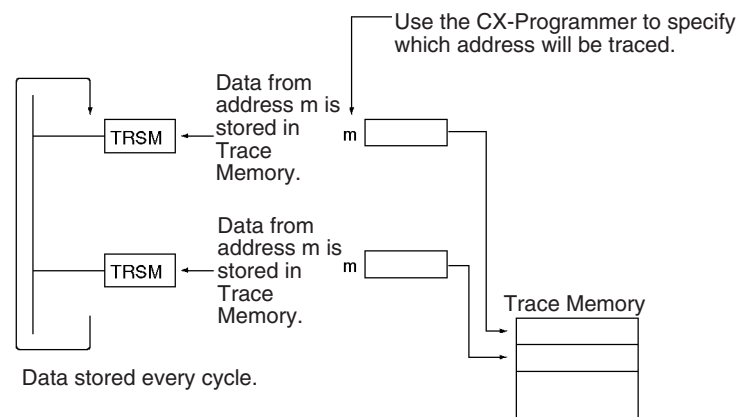 Use the CX-Programmer to specify
which address will be traced.
Data from
address m is
stored in
Trace
Memory.
TRSM
m
Data from
address m is
stored in
Trace
Memory.
TRSM
m
Trace Memory
Data stored every cycle.